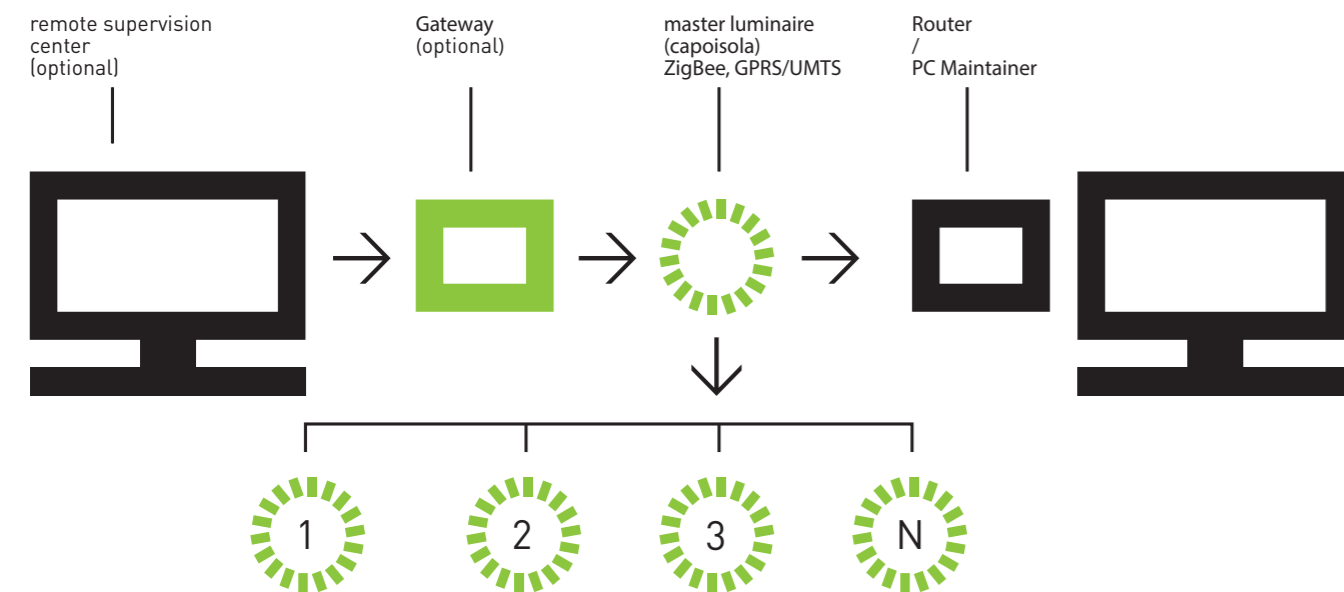 remote supervision
center
(optional)
Gateway
(optional)
master luminaire
(capoisola)
ZigBee, GPRS/UMTS
Router
/
PC Maintainer
1
2
3
N